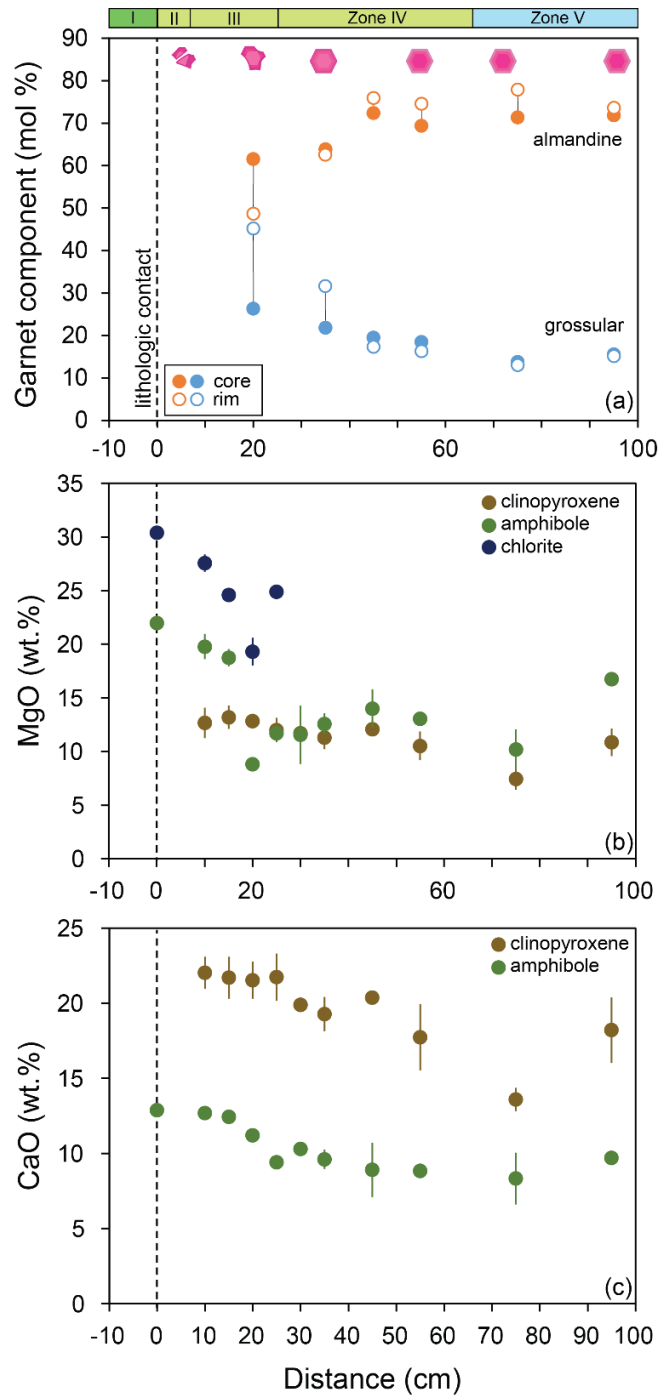 I II III Zone IV Zone V
Garnet component (mol %)
90
80
70
60
50
40
30
20
10
0
lithologic contact
almandine
grossular
core
rim
(a)
-10 0 20 60 100
MgO (wt.%)
35
30
25
20
15
10
5
0
clinopyroxene
amphibole
chlorite
(b)
-10 0 20 60 100
CaO (wt.%)
25
20
15
10
5
0
clinopyroxene
amphibole
(c)
-10 0 10 20 30 40 50 60 70 80 90 100
Distance (cm)